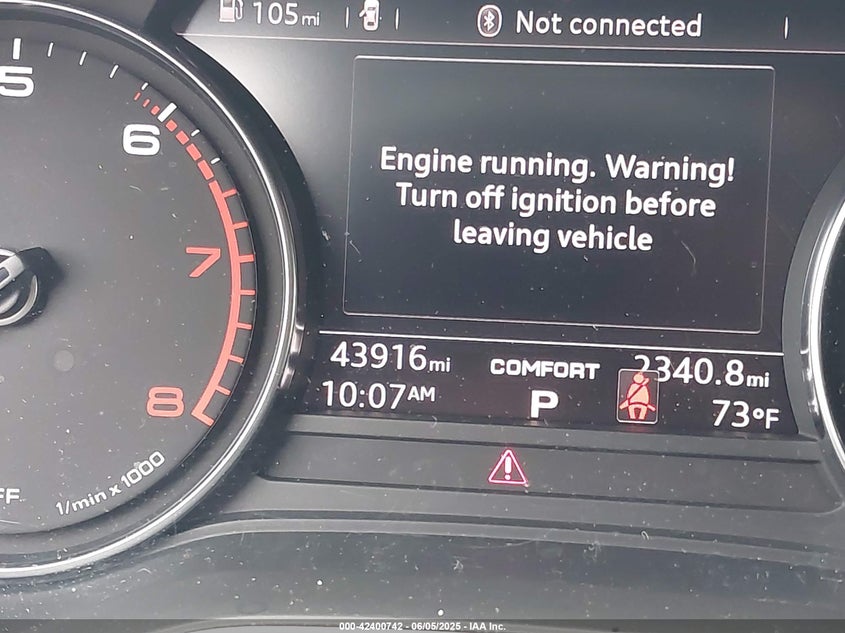 105mi
Not connected
5
6
7
8
1/min x 1000
Engine running. Warning!
Turn off ignition before
leaving vehicle
43916mi COMFORT 2340.8mi
10:07AM P 73°F
000-42400742 - 06/05/2025 - IAA Inc.